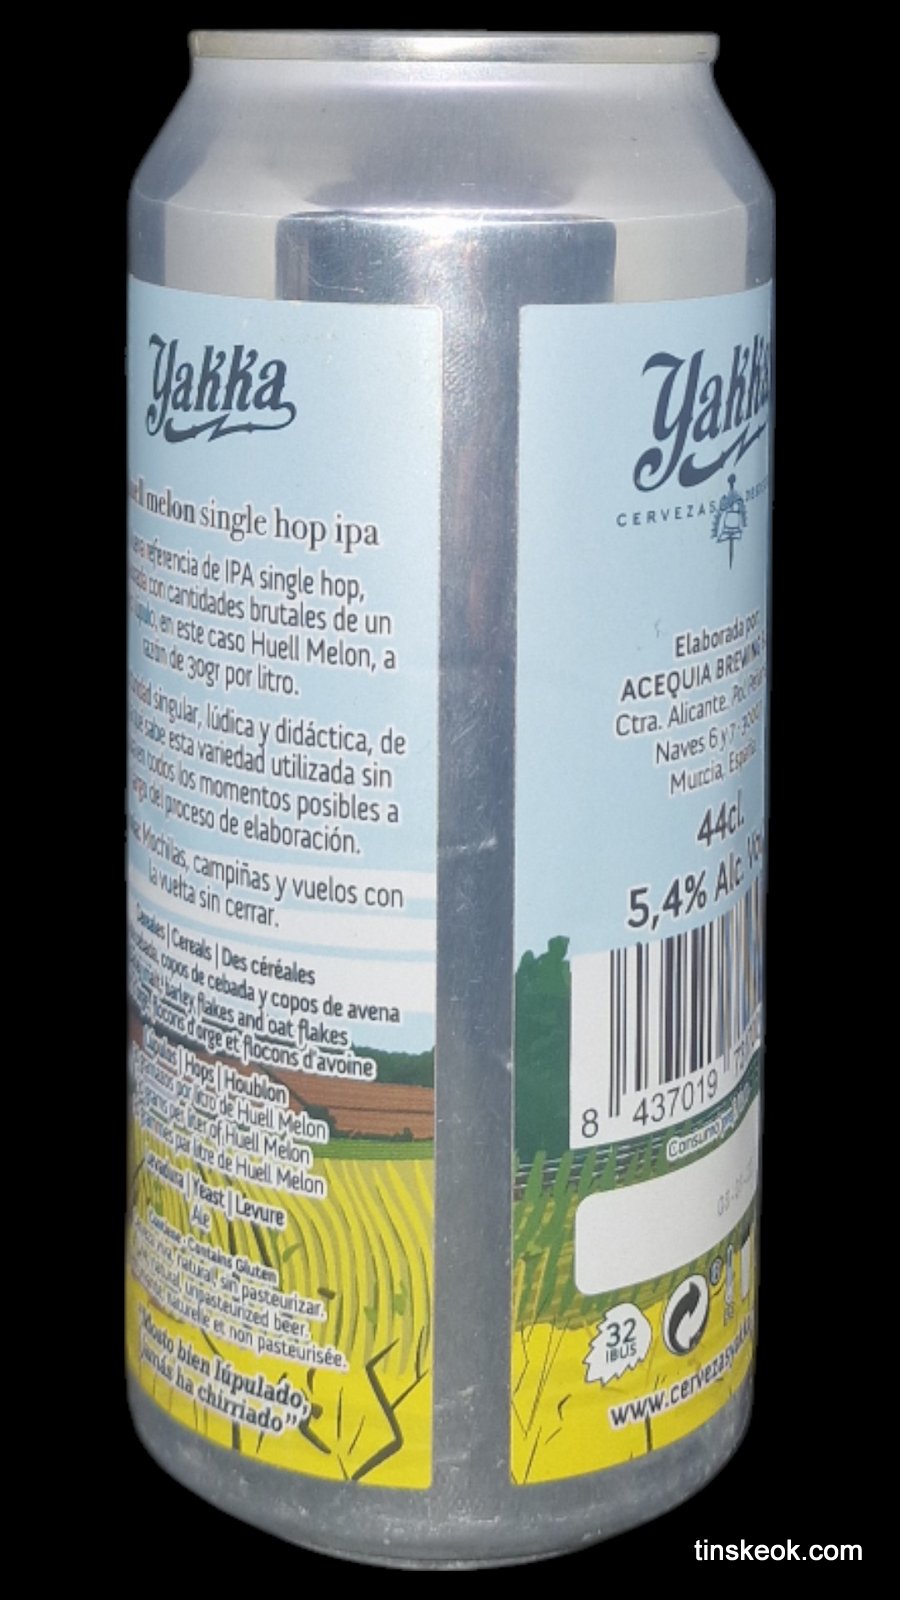 Yakka
melon single hop ipa
referencia de IPA single hop,
con cantidades brutales de un
en este caso Huell Melon, a
razón de 30gr por litro.
singular, lúdica y didáctica, de
sabe esta variedad utilizada sin
todos los momentos posibles a
del proceso de elaboración.
Mochilas, campiñas y vuelos con
la vuelta sin cerrar.
Cereales | Cereals | Des céréales
copos de cebada y copos de avena
barley flakes and oat flakes
flocons d'orge et flocons d'avoine
Lúpulos | Hops | Houblon
gramazos por litro de Huell Melon
grams per liter of Huell Melon
grammes par litre de Huell Melon
Levadura | Yeast | Levure
Ale
Contiene · Contains Gluten
viva, natural, sin pasteurizar.
natural, unpasteurized beer.
naturelle et non pasteurisée.
"Mosto bien lúpulado,
jamás ha chirriado"
Yakka
CERVEZAS
Elaborada por:
ACEQUIA BREWING
Ctra. Alicante. Pol.
Naves 6 y 7 ·
Murcia, España
44cl.
5,4% Alc. Vol
8 437019
Consumo
32
IBUS
www.cervezasyakka
tinskeok.com